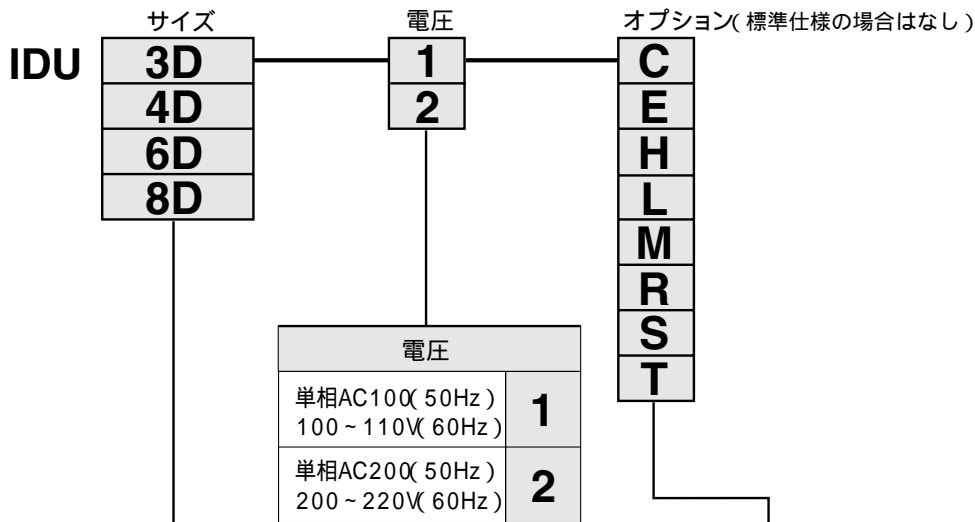 サイズ 電圧 オプション(標準仕様の場合はなし)
IDU 3D 1 C
4D 2 E
6D H
8D L
M
R
S
T
電圧
単相AC100(50Hz)
100~110V(60Hz) 1
単相AC200(50Hz)
200~220V(60Hz) 2